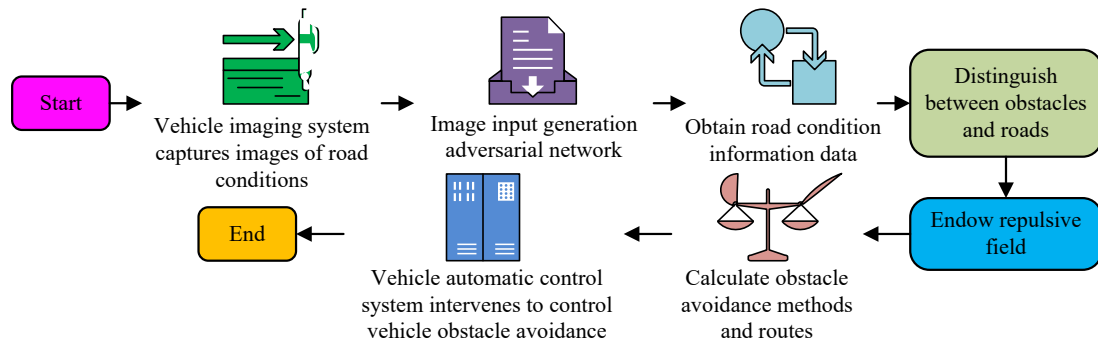 Start
Vehicle imaging system
captures images of road
conditions
Image input generation
adversarial network
Obtain road condition
information data
Distinguish
between obstacles
and roads
Endow repulsive
field
Calculate obstacle
avoidance methods
and routes
Vehicle automatic control
system intervenes to control
vehicle obstacle avoidance
End